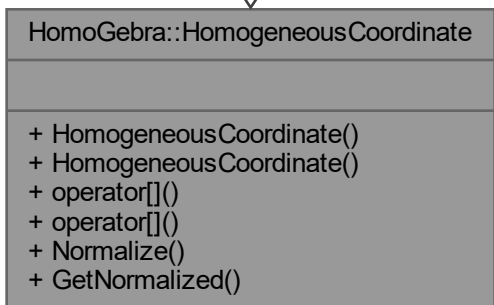 HomoGebra::HomogeneousCoordinate
+ HomogeneousCoordinate()
+ HomogeneousCoordinate()
+ operator[]()
+ operator[]()
+ Normalize()
+ GetNormalized()